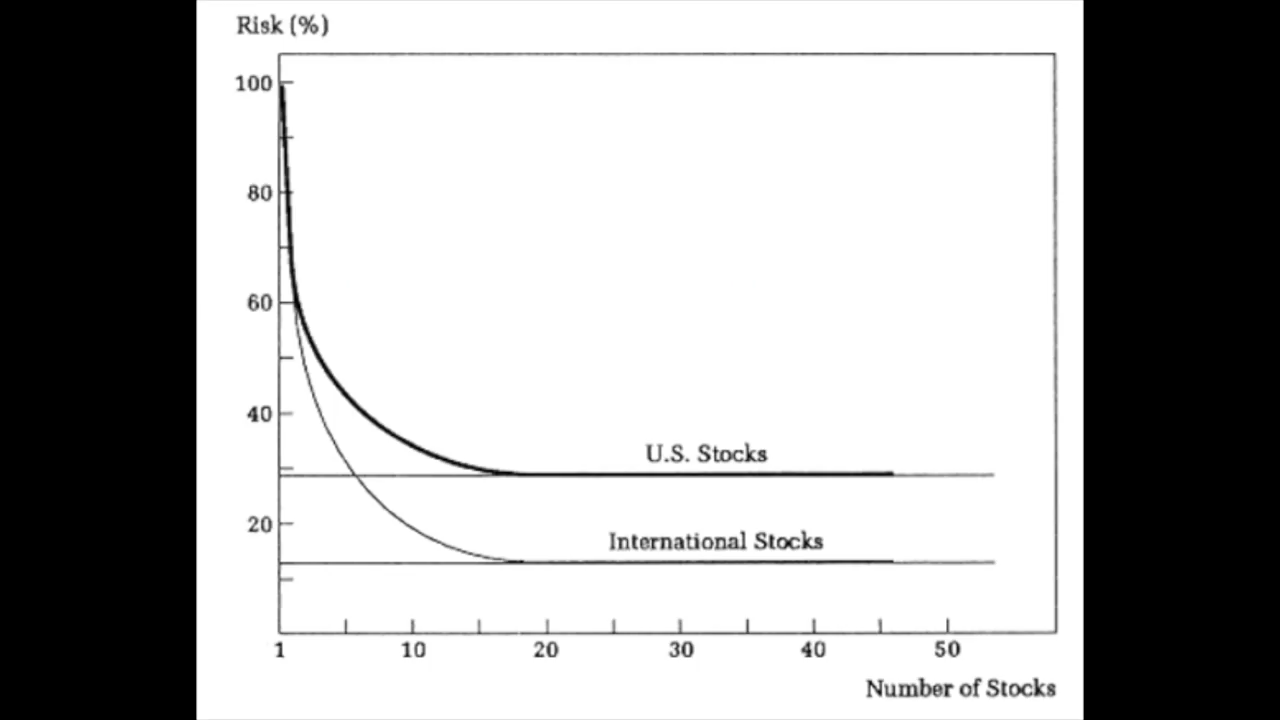 Risk (%)
100
80
60
40
20
U.S. Stocks
International Stocks
1 10 20 30 40 50
Number of Stocks